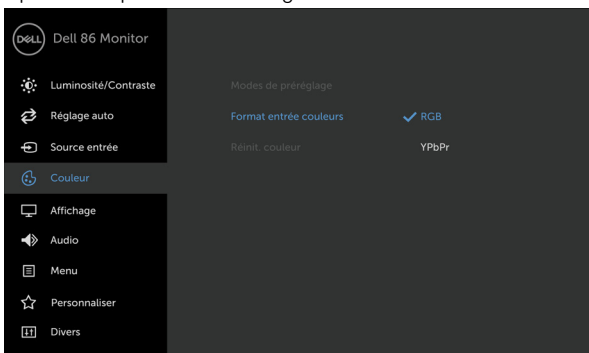 DELL Dell 86 Monitor
Luminosité/Contraste
Réglage auto
Source entrée
Couleur
Affichage
Audio
Menu
Personnaliser
Divers
Modes de préréglage
Format entrée couleurs
RGB
Réinit. couleur
YPbPr